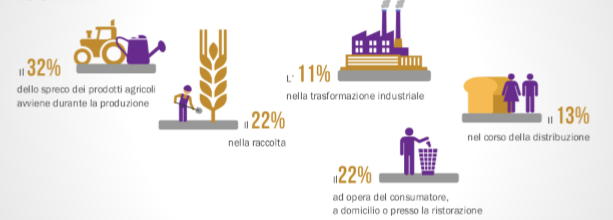 Il 32%
dello spreco dei prodotti agricoli
avviene durante la produzione
il 22%
nella raccolta
L' 11%
nella trasformazione industriale
il 13%
nel corso della distribuzione
il 22%
ad opera del consumatore,
a domicilio o presso la ristorazione